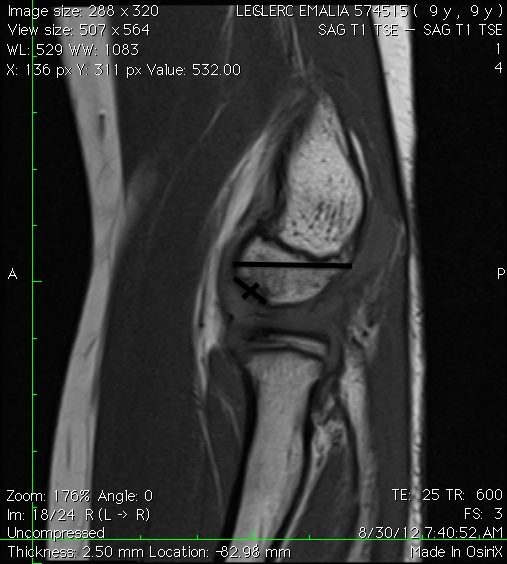 Image size: 288 x 320
View size: 507 x 564
WL: 529 WW: 1083
X: 136 px Y: 311 px Value: 532.00
LECLERC EMALIA 574515 ( 9 y , 9 y )
SAG T1 TSE — SAG T1 TSE
1
4
A
P
Zoom: 176% Angle: 0
Im: 18/24 R (L -> R)
Uncompressed
Thickness: 2.50 mm Location: -82.98 mm
TE: 25 TR: 600
FS: 3
8/30/12 7:40:52 AM
Made In OsiriX